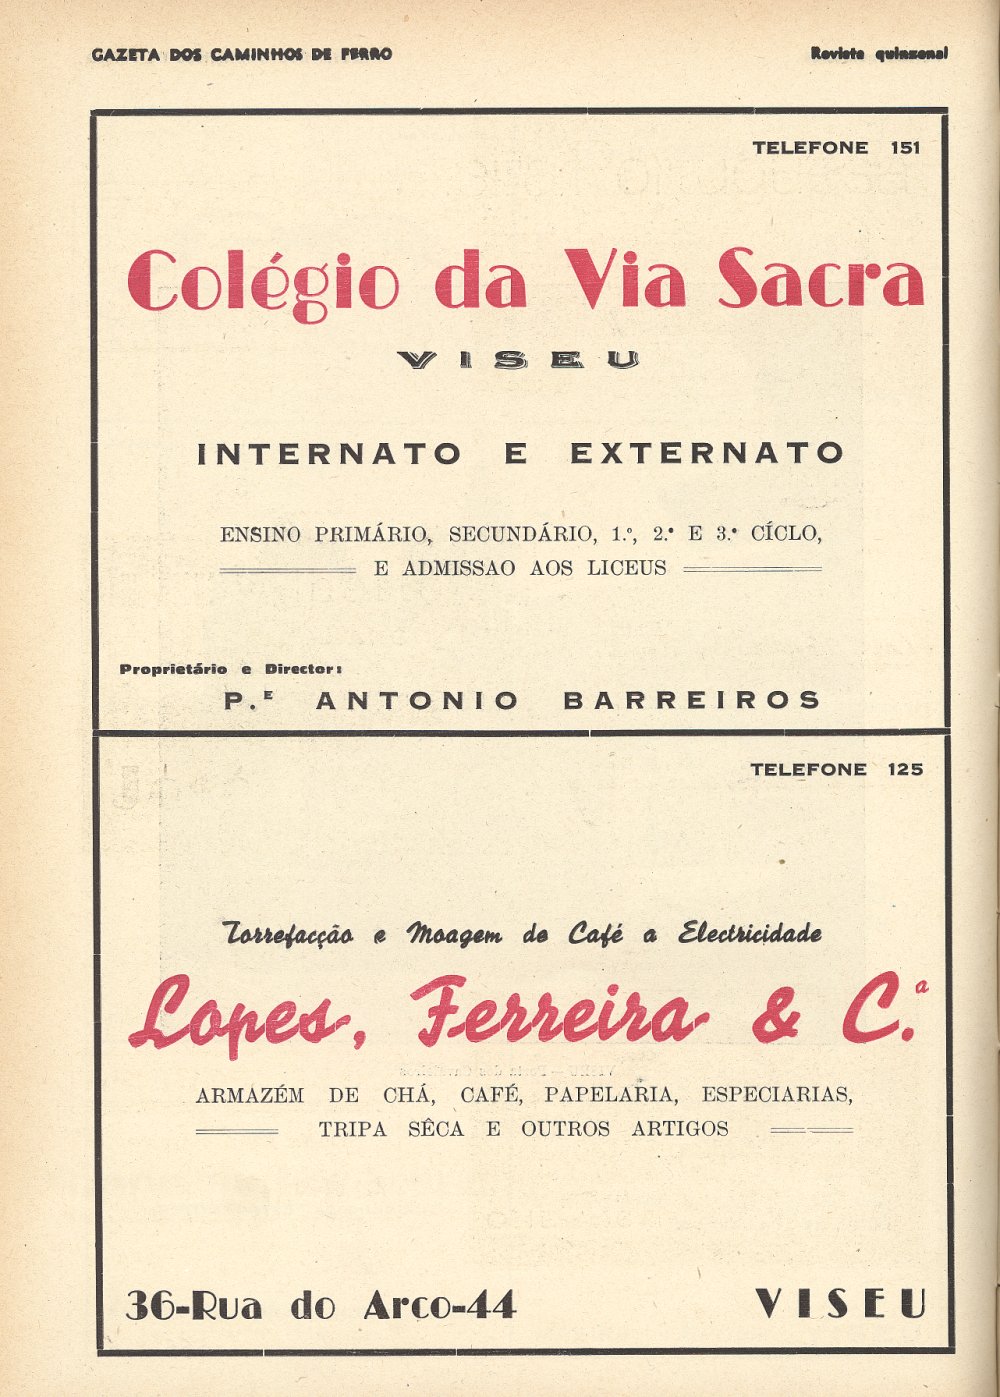 GAZETA DOS CAMINHOS DE FERRO
Revista quinzenal
TELEFONE 151
Colégio da Via Sacra
VISEU
INTERNATO E EXTERNATO
ENSINO PRIMÁRIO, SECUNDÁRIO, 1.º, 2.º E 3.º CÍCLO,
E ADMISSAO AOS LICEUS
Proprietário e Director:
P.E ANTONIO BARREIROS
TELEFONE 125
Torrefacção e Moagem de Café a Electricidade
Lopes, Ferreira & C.ª
ARMAZÉM DE CHÁ, CAFÉ, PAPELARIA, ESPECIARIAS,
TRIPA SÊCA E OUTROS ARTIGOS
36-Rua do Arco-44
VISEU